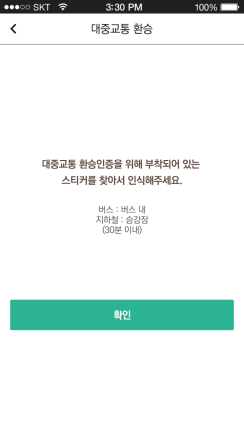 SKT 3:30 PM 100%
대중교통 환승
대중교통 환승인증을 위해 부착되어 있는
스티커를 찾아서 인식해주세요.
버스 : 버스 내
지하철 : 승강장
(30분 이내)
확인